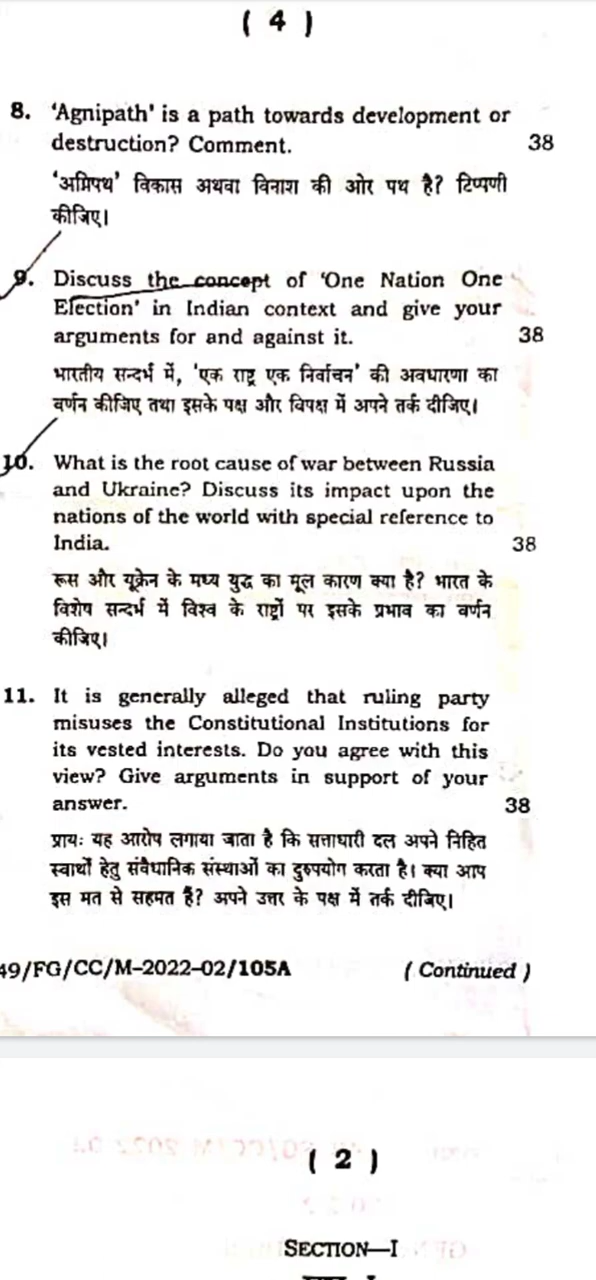 ( 4 )
8. 'Agnipath' is a path towards development or
destruction? Comment. 38
'अग्निपथ' विकास अथवा विनाश की ओर पथ है? टिप्पणी
कीजिए।
9. Discuss the concept of 'One Nation One
Election' in Indian context and give your
arguments for and against it. 38
भारतीय सन्दर्भ में, 'एक राष्ट्र एक निर्वाचन' की अवधारणा का
वर्णन कीजिए तथा इसके पक्ष और विपक्ष में अपने तर्क दीजिए।
10. What is the root cause of war between Russia
and Ukraine? Discuss its impact upon the
nations of the world with special reference to
India. 38
रूस और यूक्रेन के मध्य युद्ध का मूल कारण क्या है? भारत के
विशेष सन्दर्भ में विश्व के राष्ट्रों पर इसके प्रभाव का वर्णन
कीजिए।
11. It is generally alleged that ruling party
misuses the Constitutional Institutions for
its vested interests. Do you agree with this
view? Give arguments in support of your
answer. 38
प्रायः यह आरोप लगाया जाता है कि सत्ताधारी दल अपने निहित
स्वार्थों हेतु संवैधानिक संस्थाओं का दुरुपयोग करता है। क्या आप
इस मत से सहमत हैं? अपने उत्तर के पक्ष में तर्क दीजिए।
49/FG/CC/M-2022-02/105A ( Continued )
( 2 )
SECTION—I